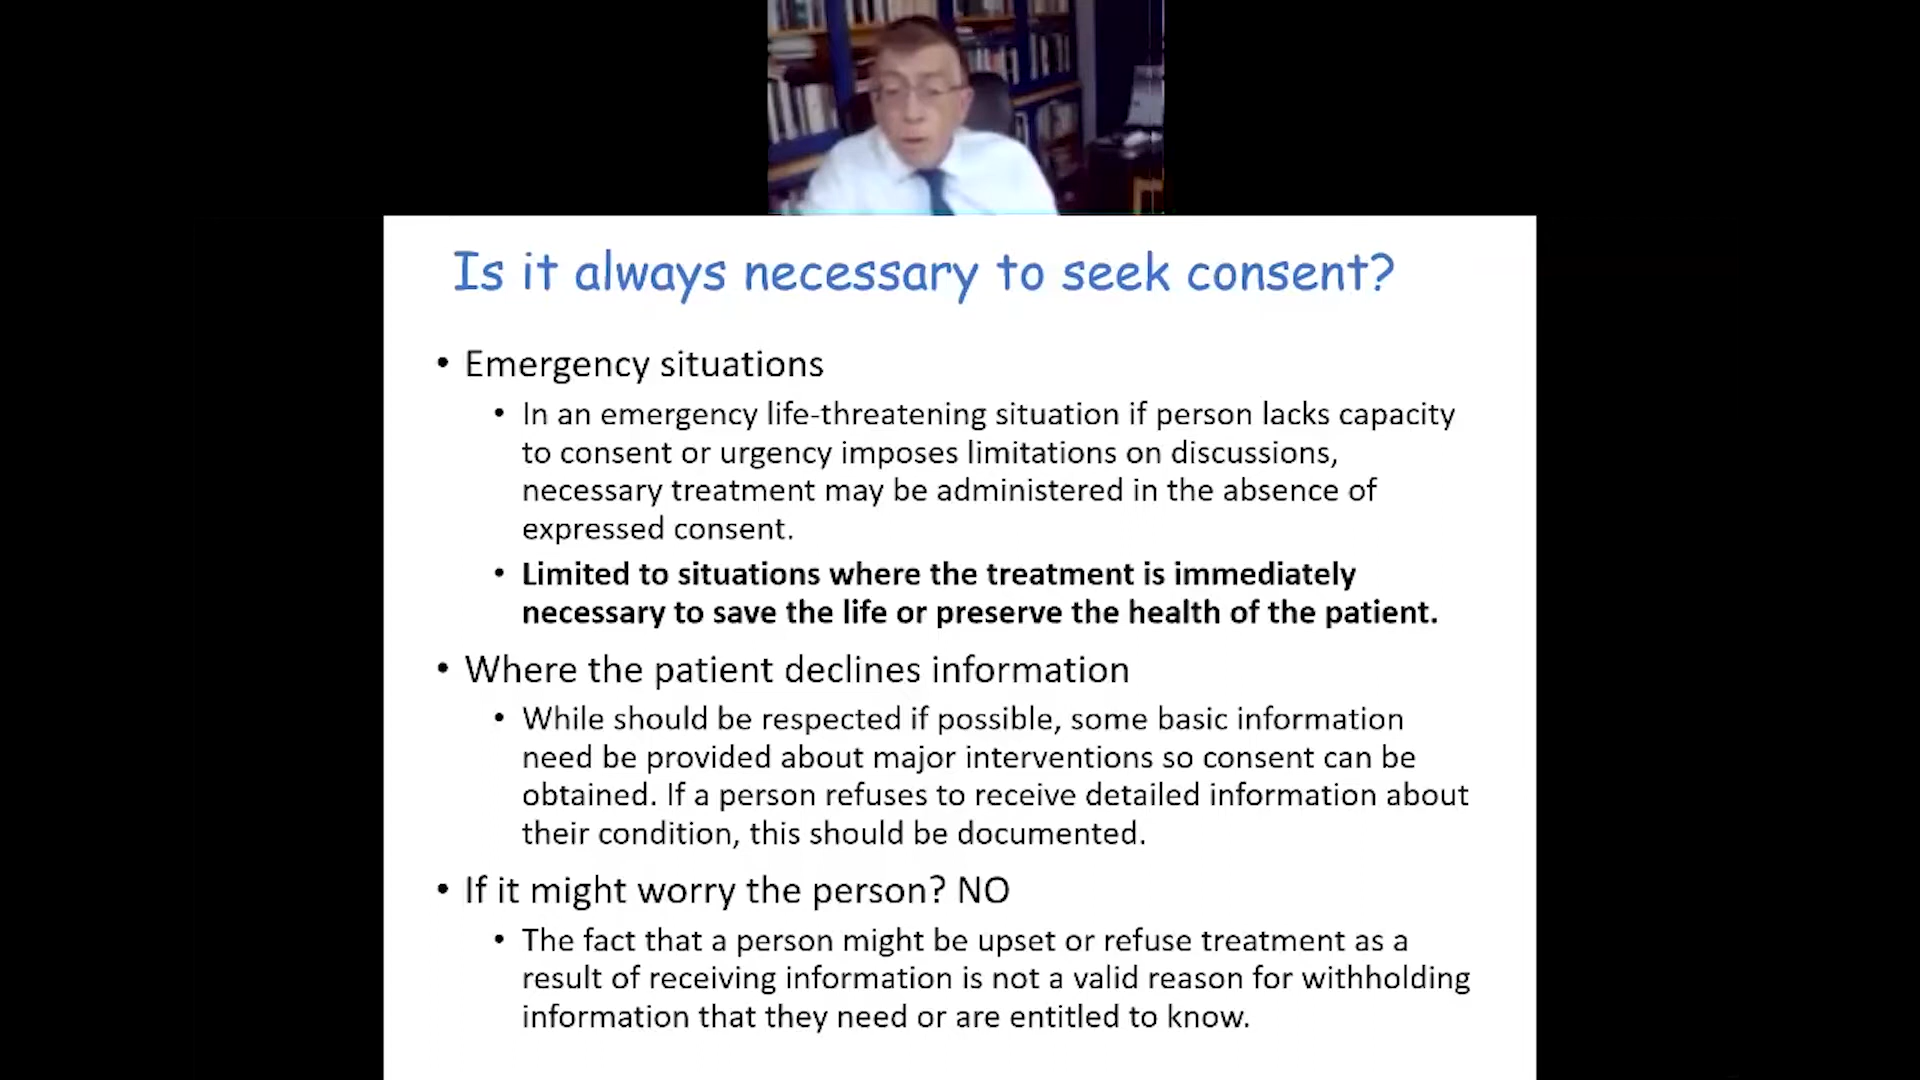 Is it always necessary to seek consent?
• Emergency situations
• In an emergency life-threatening situation if person lacks capacity
to consent or urgency imposes limitations on discussions,
necessary treatment may be administered in the absence of
expressed consent.
• Limited to situations where the treatment is immediately
necessary to save the life or preserve the health of the patient.
• Where the patient declines information
• While should be respected if possible, some basic information
need be provided about major interventions so consent can be
obtained. If a person refuses to receive detailed information about
their condition, this should be documented.
• If it might worry the person? NO
• The fact that a person might be upset or refuse treatment as a
result of receiving information is not a valid reason for withholding
information that they need or are entitled to know.